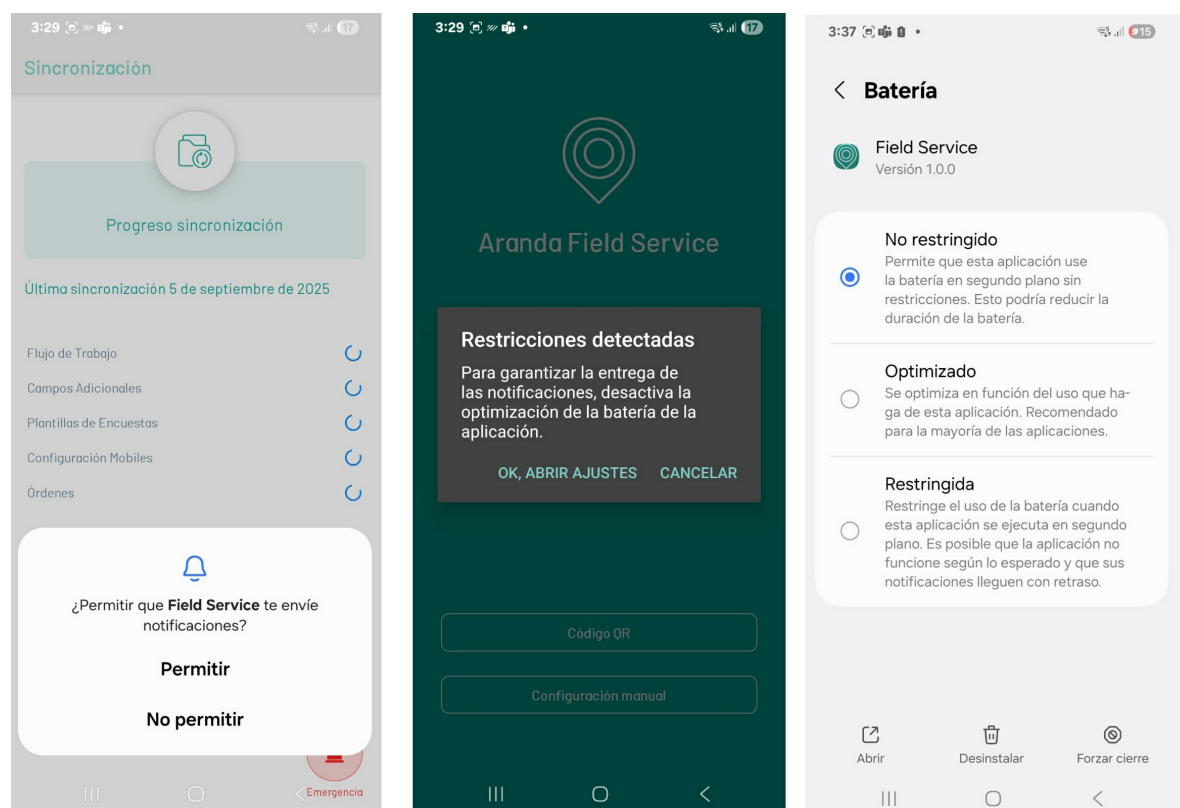 3:29
17
Sincronización
Progreso sincronización
Última sincronización 5 de septiembre de 2025
Flujo de Trabajo
Campos Adicionales
Plantillas de Encuestas
Configuración Mobiles
Órdenes
¿Permitir que Field Service te envíe
notificaciones?
Permitir
No permitir
Emergencia
3:29
17
Aranda Field Service
Restricciones detectadas
Para garantizar la entrega de
las notificaciones, desactiva la
optimización de la batería de la
aplicación.
OK, ABRIR AJUSTES CANCELAR
Código QR
Configuración manual
3:37
15
Batería
Field Service
Versión 1.0.0
No restringido
Permite que esta aplicación use
la batería en segundo plano sin
restricciones. Esto podría reducir la
duración de la batería.
Optimizado
Se optimiza en función del uso que ha-
ga de esta aplicación. Recomendado
para la mayoría de las aplicaciones.
Restringida
Restringe el uso de la batería cuando
esta aplicación se ejecuta en segundo
plano. Es posible que la aplicación no
funcione según lo esperado y que sus
notificaciones lleguen con retraso.
Abrir Desinstalar Forzar cierre